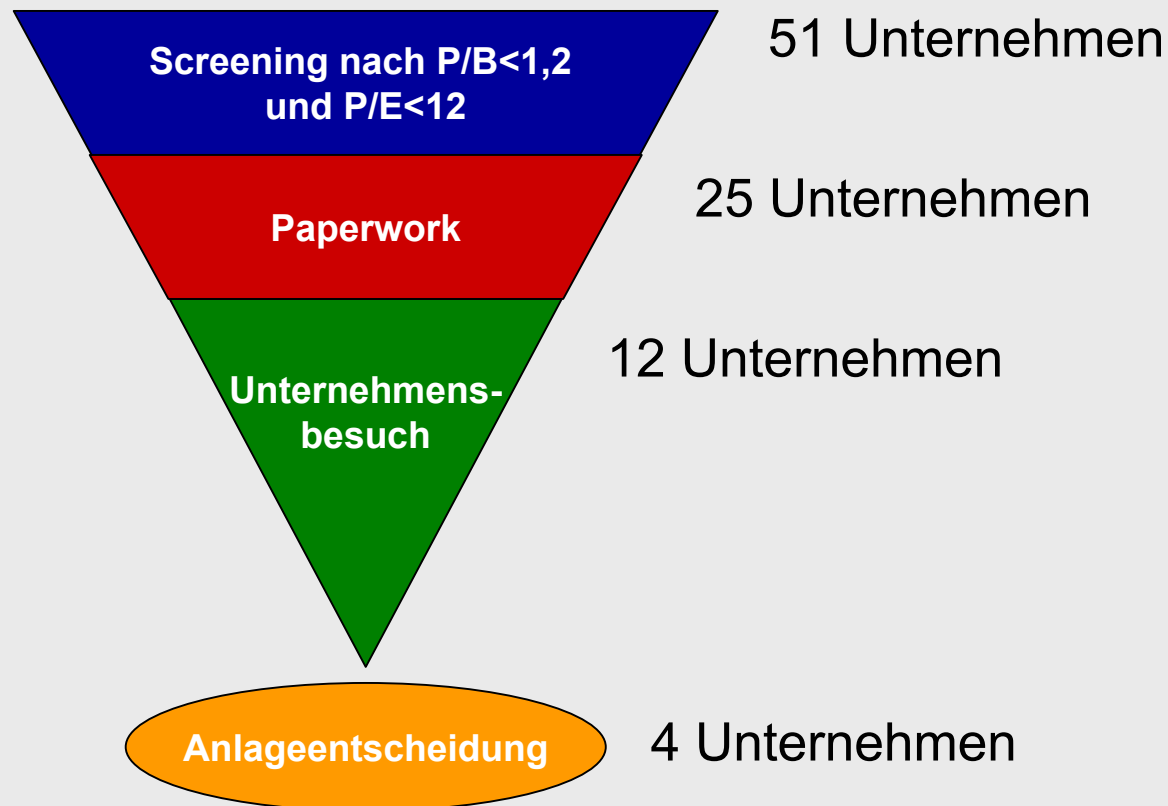 Screening nach P/B<1,2
und P/E<12
51 Unternehmen
Paperwork
25 Unternehmen
Unternehmens-
besuch
12 Unternehmen
Anlageentscheidung
4 Unternehmen